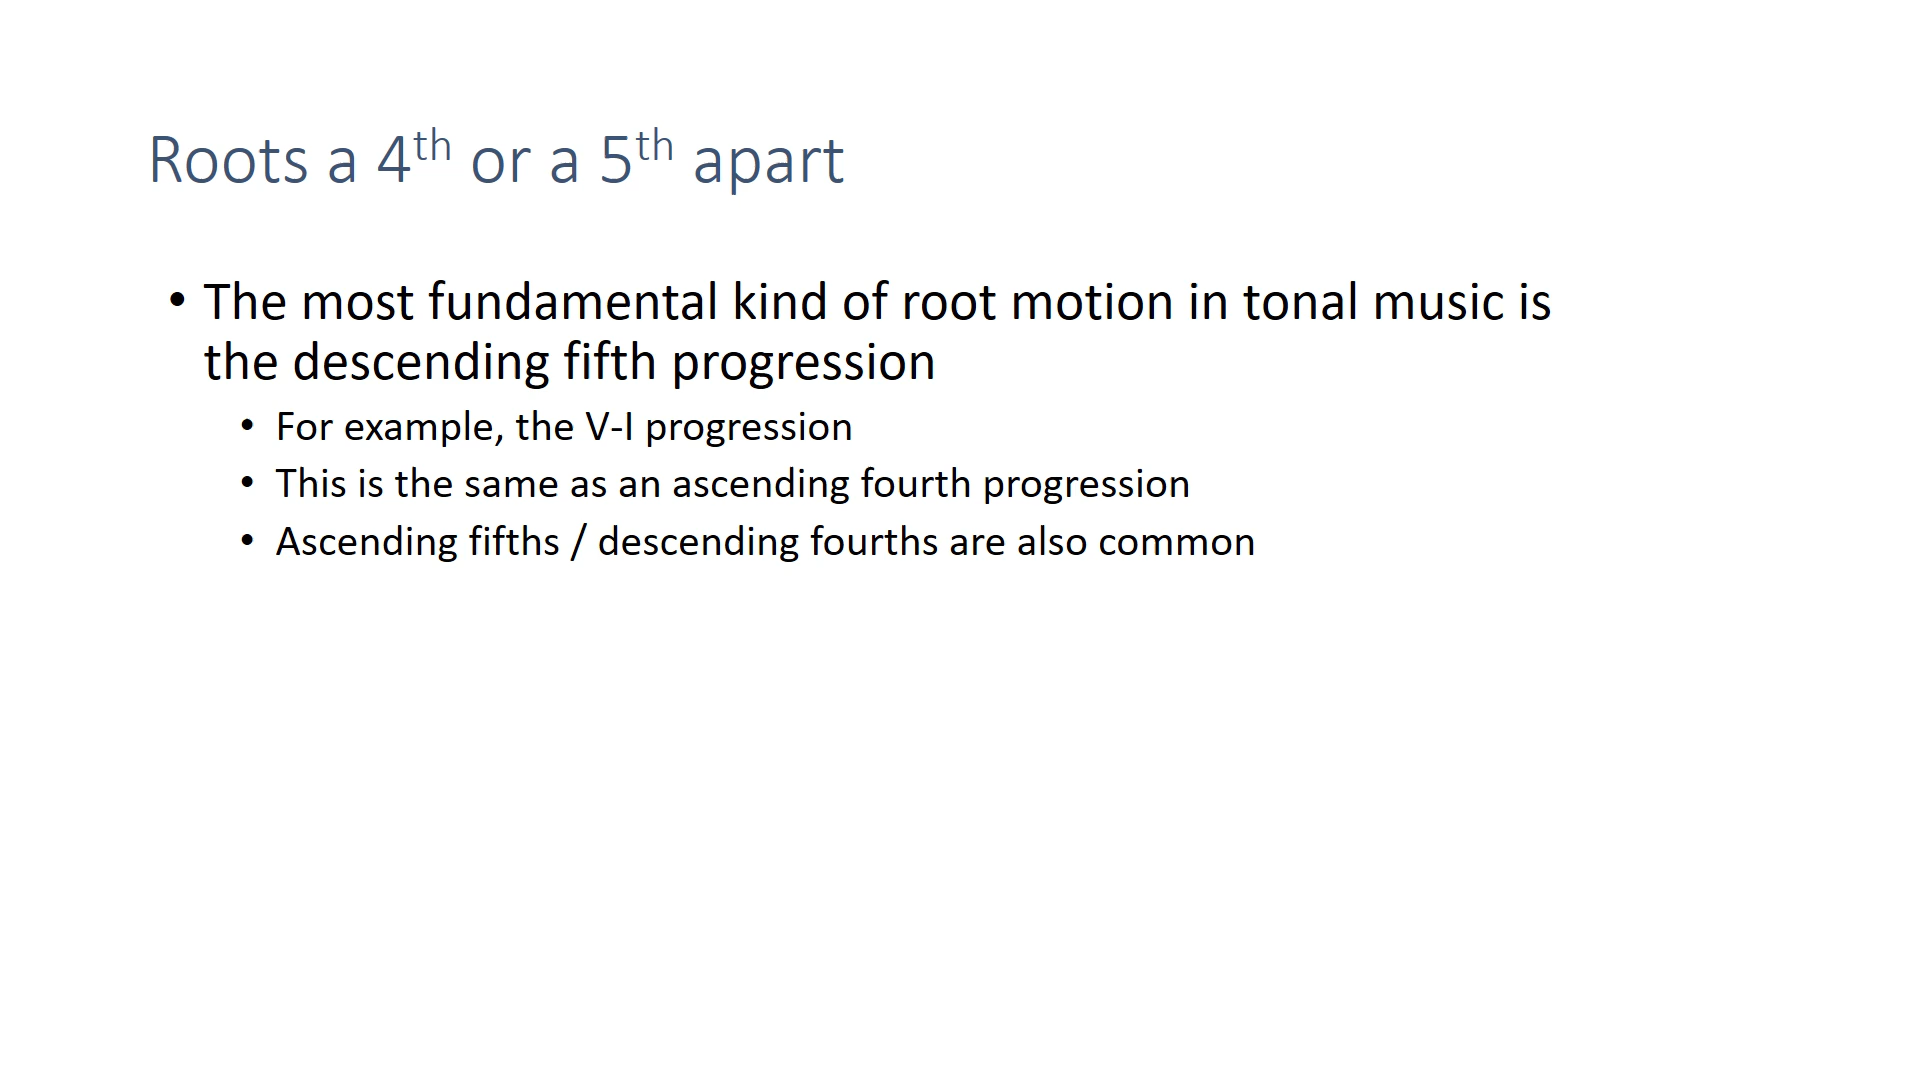 Roots a 4th or a 5th apart
• The most fundamental kind of root motion in tonal music is
the descending fifth progression
• For example, the V-I progression
• This is the same as an ascending fourth progression
• Ascending fifths / descending fourths are also common